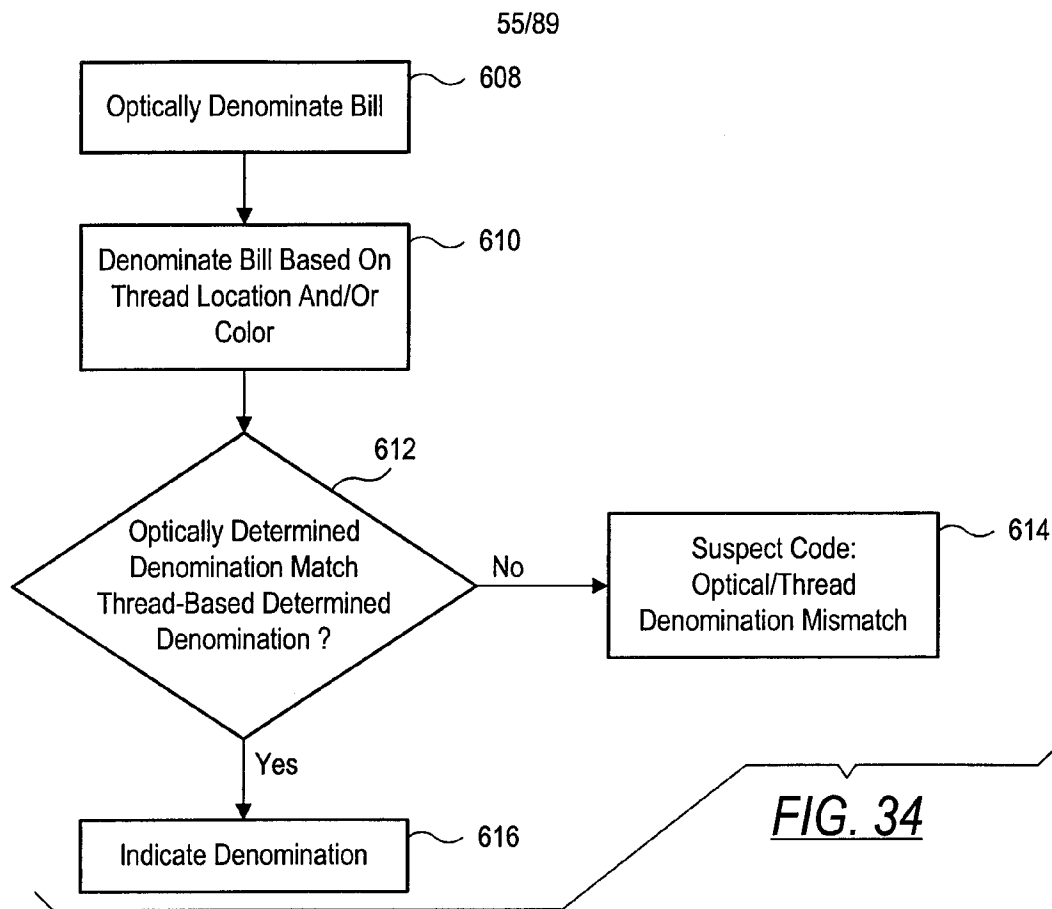 55/89
608
Optically Denominate Bill
610
Denominate Bill Based On
Thread Location And/Or
Color
612
Optically Determined
Denomination Match
Thread-Based Determined
Denomination ?
No
614
Suspect Code:
Optical/Thread
Denomination Mismatch
Yes
616
Indicate Denomination
FIG. 34